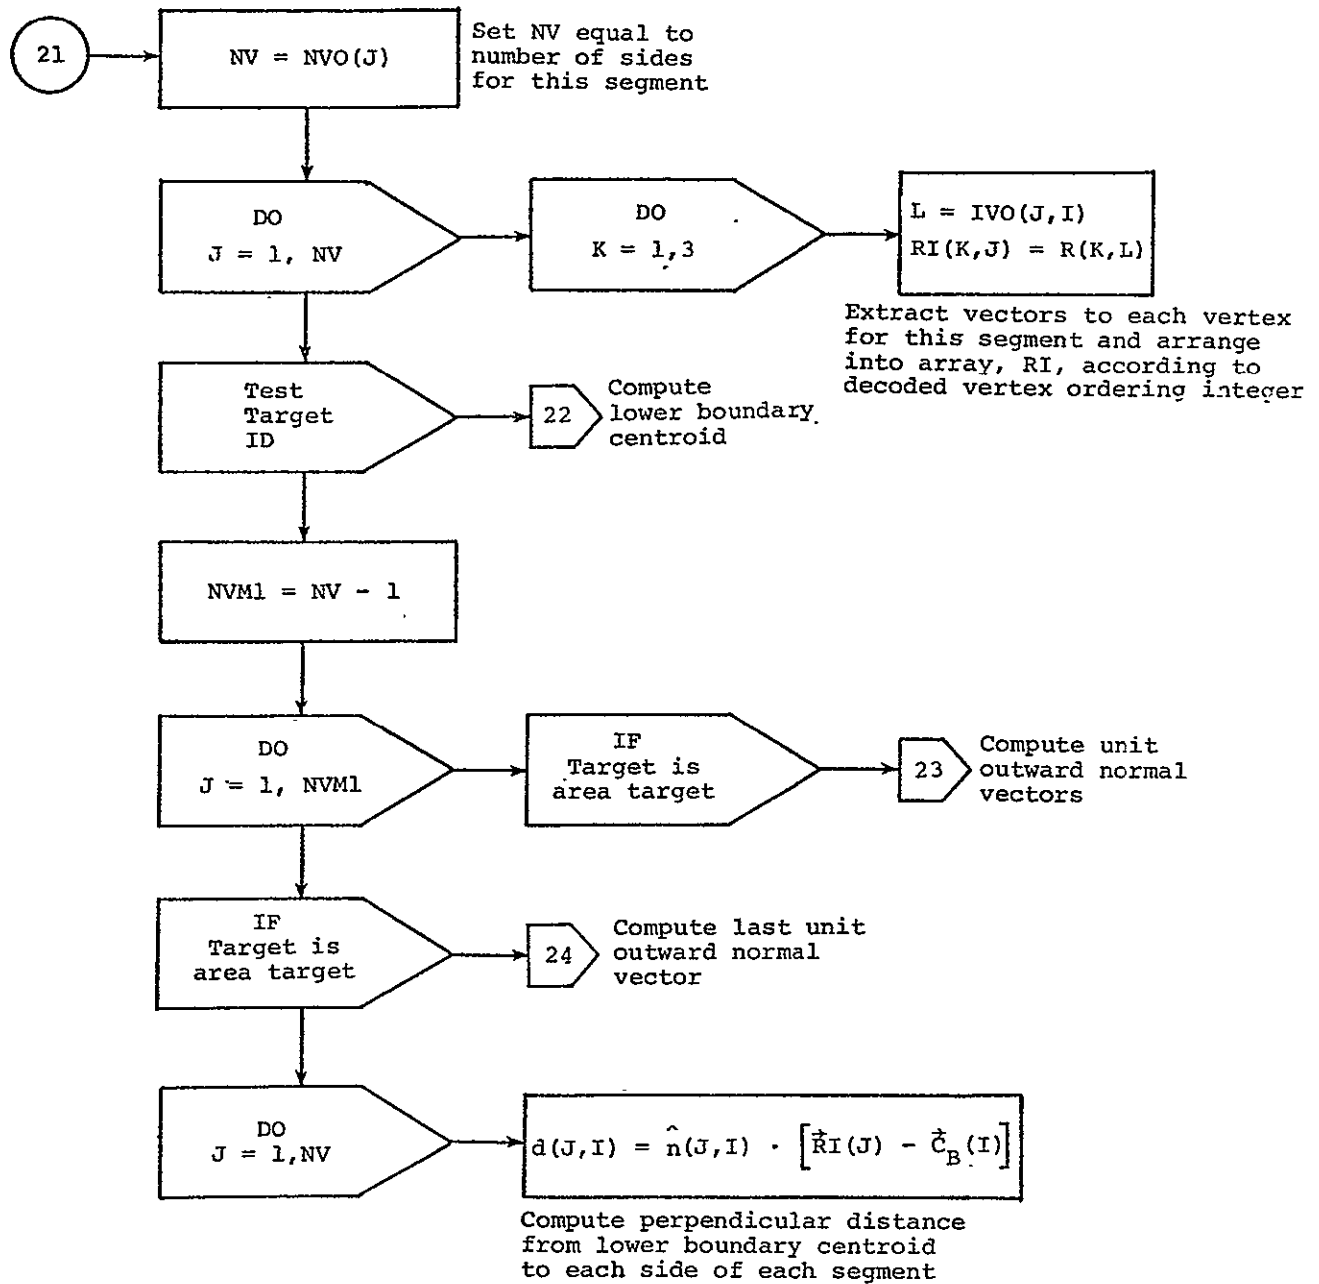 21
NV = NVO(J)
Set NV equal to
number of sides
for this segment
DO
J = 1, NV
DO
K = 1,3
L = IVO(J,I)
RI(K,J) = R(K,L)
Extract vectors to each vertex
for this segment and arrange
into array, RI, according to
decoded vertex ordering integer
Test
Target
ID
22
Compute
lower boundary
centroid
NVM1 = NV - 1
DO
J = 1, NVM1
IF
Target is
area target
23
Compute unit
outward normal
vectors
IF
Target is
area target
24
Compute last unit
outward normal
vector
DO
J = 1,NV
d(J,I) = n̂(J,I) · [R⃗I(J) - C⃗_B(I)]
Compute perpendicular distance
from lower boundary centroid
to each side of each segment